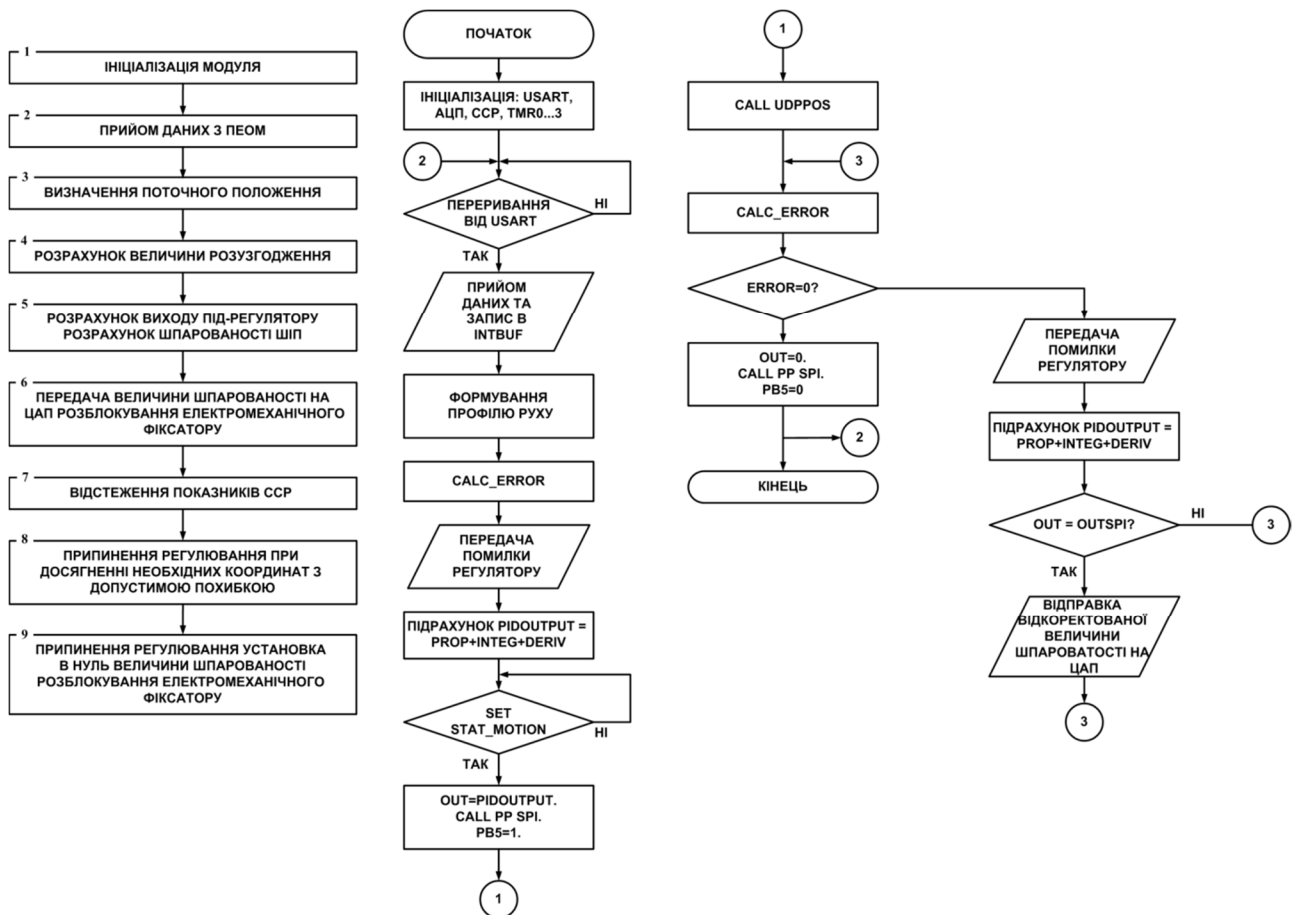 1
ІНІЦІАЛІЗАЦІЯ МОДУЛЯ
2
ПРИЙОМ ДАНИХ З ПЕОМ
3
ВИЗНАЧЕННЯ ПОТОЧНОГО ПОЛОЖЕННЯ
4
РОЗРАХУНОК ВЕЛИЧИНИ РОЗУЗГОДЖЕННЯ
5
РОЗРАХУНОК ВИХОДУ ПІД-РЕГУЛЯТОРУ
РОЗРАХУНОК ШПАРОВАНОСТІ ШІП
6
ПЕРЕДАЧА ВЕЛИЧИНИ ШПАРОВАНОСТІ НА
ЦАП РОЗБЛОКУВАННЯ ЕЛЕКТРОМЕХАНІЧНОГО
ФІКСАТОРУ
7
ВІДСТЕЖЕННЯ ПОКАЗНИКІВ ССР
8
ПРИПИНЕННЯ РЕГУЛЮВАННЯ ПРИ
ДОСЯГНЕННІ НЕОБХІДНИХ КООРДИНАТ З
ДОПУСТИМОЮ ПОХИБКОЮ
9
ПРИПИНЕННЯ РЕГУЛЮВАННЯ УСТАНОВКА
В НУЛЬ ВЕЛИЧИНИ ШПАРОВАНОСТІ
РОЗБЛОКУВАННЯ ЕЛЕКТРОМЕХАНІЧНОГО
ФІКСАТОРУ
ПОЧАТОК
ІНІЦІАЛІЗАЦІЯ: USART,
АЦП, ССР, TMR0...3
2
ПЕРЕРИВАННЯ
ВІД USART
НІ
ТАК
ПРИЙОМ
ДАНИХ ТА
ЗАПИС В
INTBUF
ФОРМУВАННЯ
ПРОФІЛЮ РУХУ
CALC_ERROR
ПЕРЕДАЧА
ПОМИЛКИ
РЕГУЛЯТОРУ
ПІДРАХУНОК PIDOUTPUT =
PROP+INTEG+DERIV
SET
STAT_MOTION
НІ
ТАК
OUT=PIDOUTPUT.
CALL PP SPI.
PB5=1.
1
1
CALL UDPPOS
3
CALC_ERROR
ERROR=0?
OUT=0.
CALL PP SPI.
PB5=0
2
КІНЕЦЬ
ПЕРЕДАЧА
ПОМИЛКИ
РЕГУЛЯТОРУ
ПІДРАХУНОК PIDOUTPUT =
PROP+INTEG+DERIV
OUT = OUTSPI?
НІ
3
ТАК
ВІДПРАВКА
ВІДКОРЕКТОВАНОЇ
ВЕЛИЧИНИ
ШПАРОВАТОСТІ НА
ЦАП
3